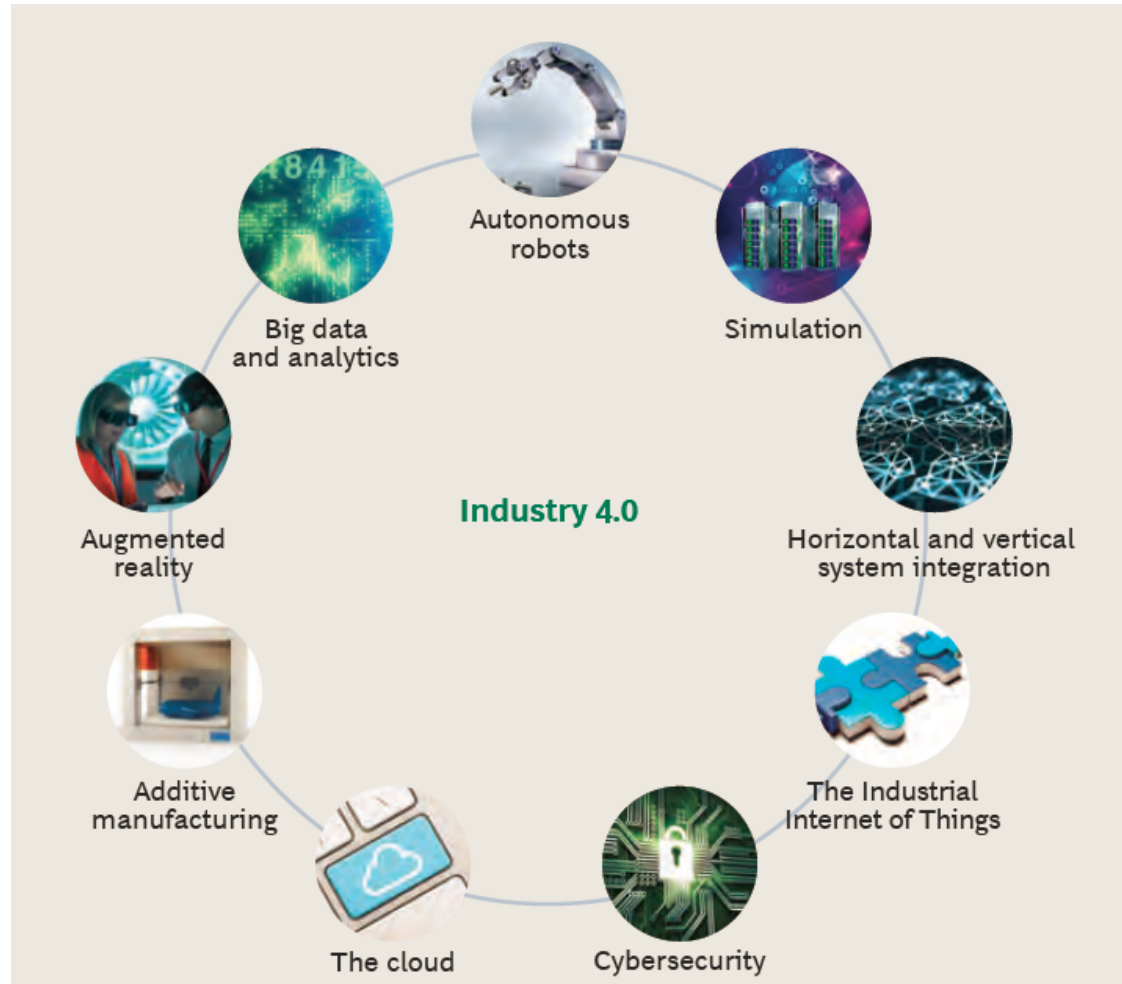 Autonomous
robots
Simulation
Horizontal and vertical
system integration
The Industrial
Internet of Things
Cybersecurity
The cloud
Additive
manufacturing
Augmented
reality
Big data
and analytics
Industry 4.0